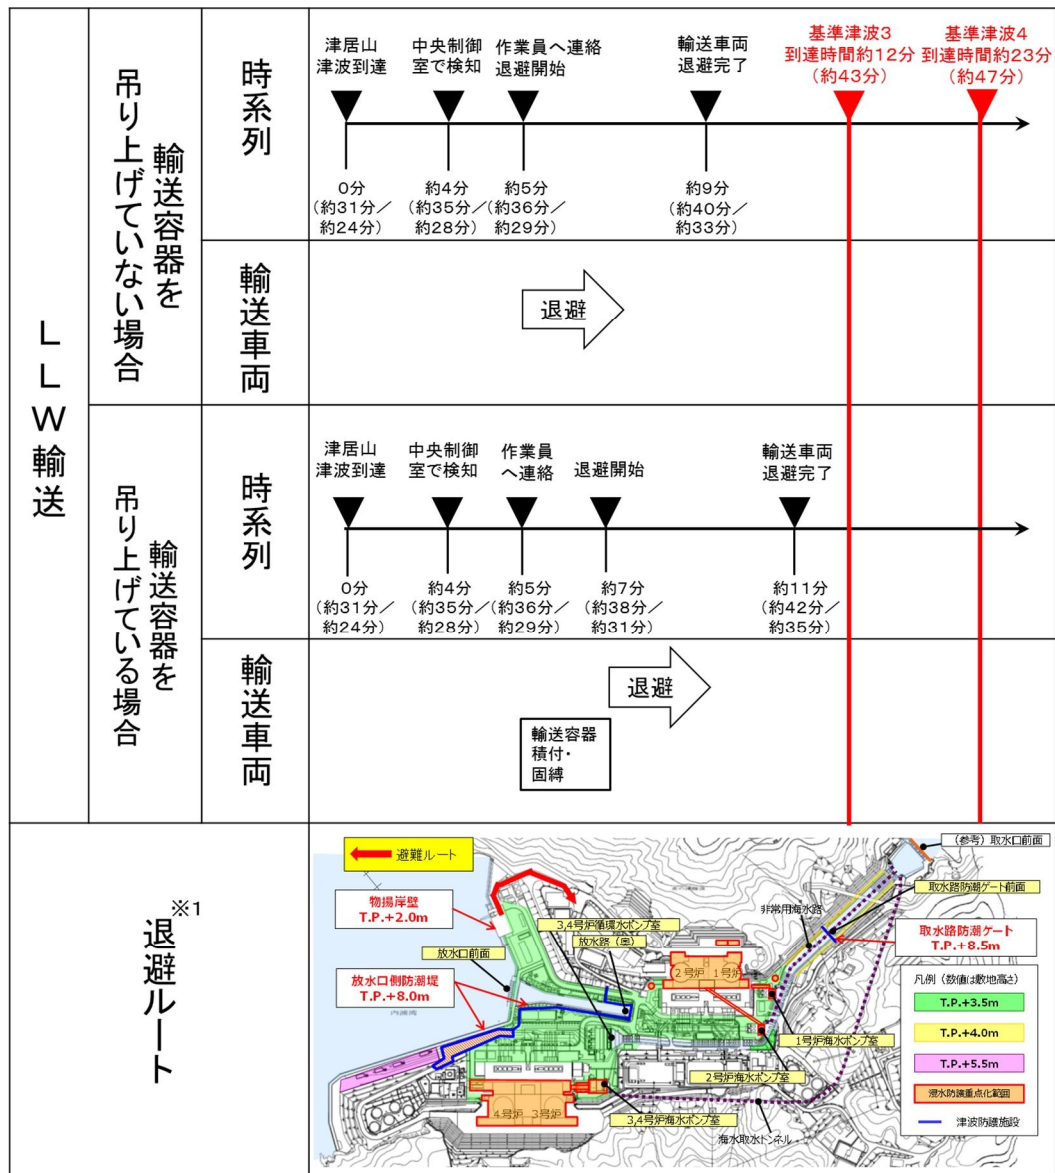 LLW輸送
輸送容器を
吊り上げていない場合
時系列
津居山
津波到達
中央制御
室で検知
作業員へ連絡
退避開始
輸送車両
退避完了
基準津波3
到達時間約12分
(約43分)
基準津波4
到達時間約23分
(約47分)
0分
(約31分/
約24分)
約4分
(約35分/
約28分)
約5分
(約36分/
約29分)
約9分
(約40分/
約33分)
輸送車両
退避
輸送容器を
吊り上げている場合
時系列
津居山
津波到達
中央制御
室で検知
作業員
へ連絡
退避開始
輸送車両
退避完了
0分
(約31分/
約24分)
約4分
(約35分/
約28分)
約5分
(約36分/
約29分)
約7分
(約38分/
約31分)
約11分
(約42分/
約35分)
輸送車両
退避
輸送容器
積付・
固縛
退避ルート※1
避難ルート
物揚岸壁
T.P.+2.0m
放水口前面
放水口側防潮堤
T.P.+8.0m
3,4号炉循環水ポンプ室
放水路(奥)
2号炉
1号炉
非常用海水路
(参考)取水口前面
取水路防潮ゲート前面
取水路防潮ゲート
T.P.+8.5m
1号炉海水ポンプ室
2号炉海水ポンプ室
4号炉
3号炉
3,4号炉海水ポンプ室
海水取水トンネル
凡例(数値は敷地高さ)
T.P.+3.5m
T.P.+4.0m
T.P.+5.5m
浸水防護重点化範囲
津波防護施設